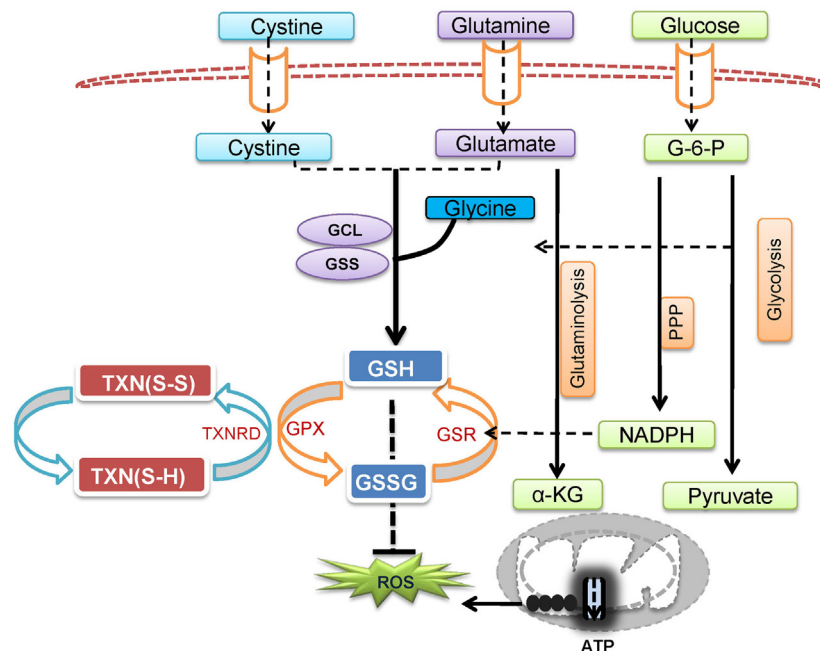 Cystine
Glutamine
Glucose
Cystine
Glutamate
G-6-P
Glycine
GCL
GSS
Glutaminolysis
PPP
Glycolysis
TXN(S-S)
GSH
TXNRD
GPX
GSR
NADPH
TXN(S-H)
GSSG
α-KG
Pyruvate
ROS
ATP